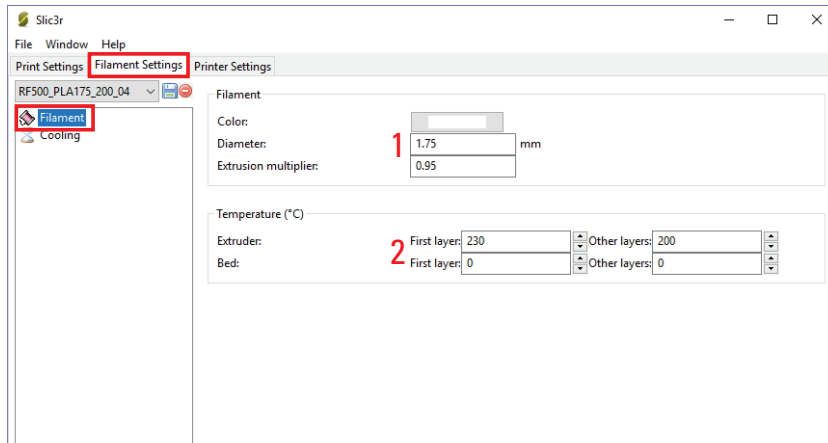 Slic3r
File Window Help
Print Settings Filament Settings Printer Settings
RF500_PLA175_200_04
Filament
Cooling
Filament
Color:
Diameter: 1 1.75 mm
Extrusion multiplier: 0.95
Temperature (°C)
Extruder: First layer: 230 Other layers: 200
2
Bed: First layer: 0 Other layers: 0